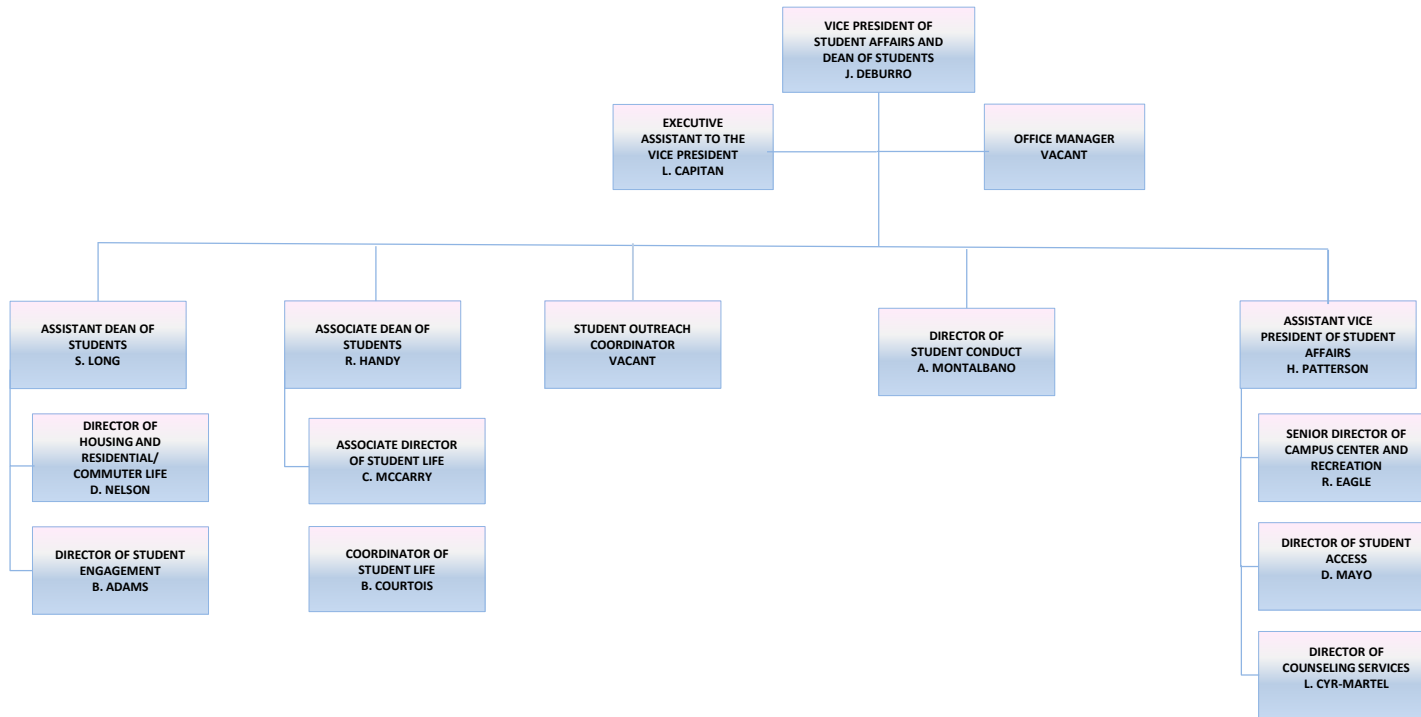 VICE PRESIDENT OF
STUDENT AFFAIRS AND
DEAN OF STUDENTS
J. DEBURRO
EXECUTIVE
ASSISTANT TO THE
VICE PRESIDENT
L. CAPITAN
OFFICE MANAGER
VACANT
ASSISTANT DEAN OF
STUDENTS
S. LONG
ASSOCIATE DEAN OF
STUDENTS
R. HANDY
STUDENT OUTREACH
COORDINATOR
VACANT
DIRECTOR OF
STUDENT CONDUCT
A. MONTALBANO
ASSISTANT VICE
PRESIDENT OF STUDENT
AFFAIRS
H. PATTERSON
DIRECTOR OF
HOUSING AND
RESIDENTIAL/
COMMUTER LIFE
D. NELSON
ASSOCIATE DIRECTOR
OF STUDENT LIFE
C. MCCARRY
SENIOR DIRECTOR OF
CAMPUS CENTER AND
RECREATION
R. EAGLE
DIRECTOR OF STUDENT
ENGAGEMENT
B. ADAMS
COORDINATOR OF
STUDENT LIFE
B. COURTOIS
DIRECTOR OF STUDENT
ACCESS
D. MAYO
DIRECTOR OF
COUNSELING SERVICES
L. CYR-MARTEL